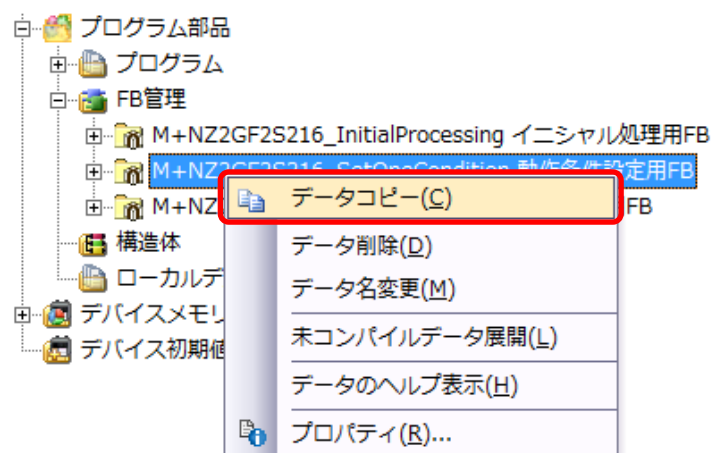 プログラム部品
プログラム
FB管理
M+NZ2GF2S216_InitialProcessing イニシャル処理用FB
M+NZ2GF2S216_SetOpeCondition 動作条件設定用FB
M+NZ
FB
構造体
ローカルデ
デバイスメモリ
デバイス初期値
データコピー(C)
データ削除(D)
データ名変更(M)
未コンパイルデータ展開(L)
データのヘルプ表示(H)
プロパティ(R)...